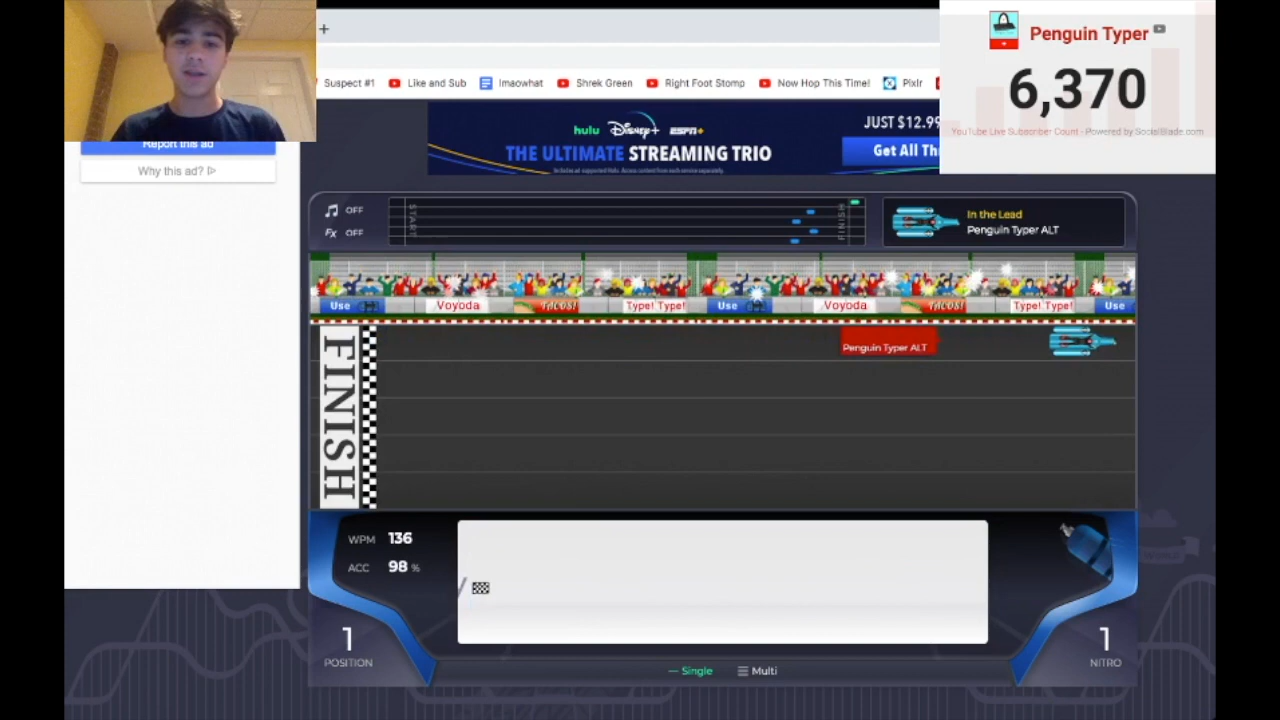 +
Suspect #1
Like and Sub
lmaowhat
Shrek Green
Right Foot Stomp
Now Hop This Time!
Pixlr
Penguin Typer
6,370
YouTube Live Subscriber Count - Powered by SocialBlade.com
Report this ad
Why this ad?
hulu Disney+ ESPN+
THE ULTIMATE STREAMING TRIO
JUST $12.99
Get All Th
OFF
Fx OFF
START
FINISH
In the Lead
Penguin Typer ALT
Use
Voyoda
TACOS!
Type! Type!
Use
Voyoda
TACOS!
Type! Type!
Use
FINISH
Penguin Typer ALT
WPM 136
ACC 98 %
1
POSITION
1
NITRO
Single
Multi